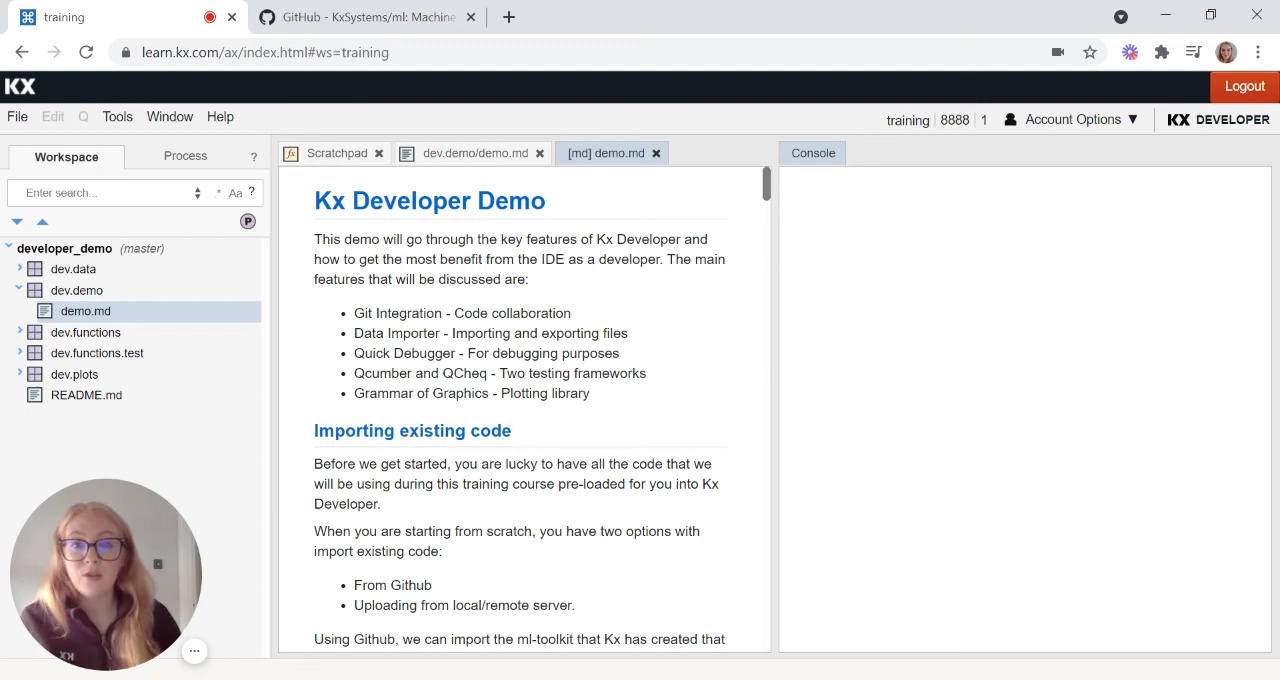 training
GitHub - KxSystems/ml: Machine
learn.kx.com/ax/index.html#ws=training
KX
Logout
File Edit Q Tools Window Help
training 8888 1 Account Options ▼ KX DEVELOPER
Workspace Process ?
Scratchpad dev.demo/demo.md [md] demo.md
Console
Enter search... .* Aa ?
P
developer_demo (master)
dev.data
dev.demo
demo.md
dev.functions
dev.functions.test
dev.plots
README.md
Kx Developer Demo
This demo will go through the key features of Kx Developer and
how to get the most benefit from the IDE as a developer. The main
features that will be discussed are:
• Git Integration - Code collaboration
• Data Importer - Importing and exporting files
• Quick Debugger - For debugging purposes
• Qcumber and QCheq - Two testing frameworks
• Grammar of Graphics - Plotting library
Importing existing code
Before we get started, you are lucky to have all the code that we
will be using during this training course pre-loaded for you into Kx
Developer.
When you are starting from scratch, you have two options with
import existing code:
• From Github
• Uploading from local/remote server.
Using Github, we can import the ml-toolkit that Kx has created that
KX